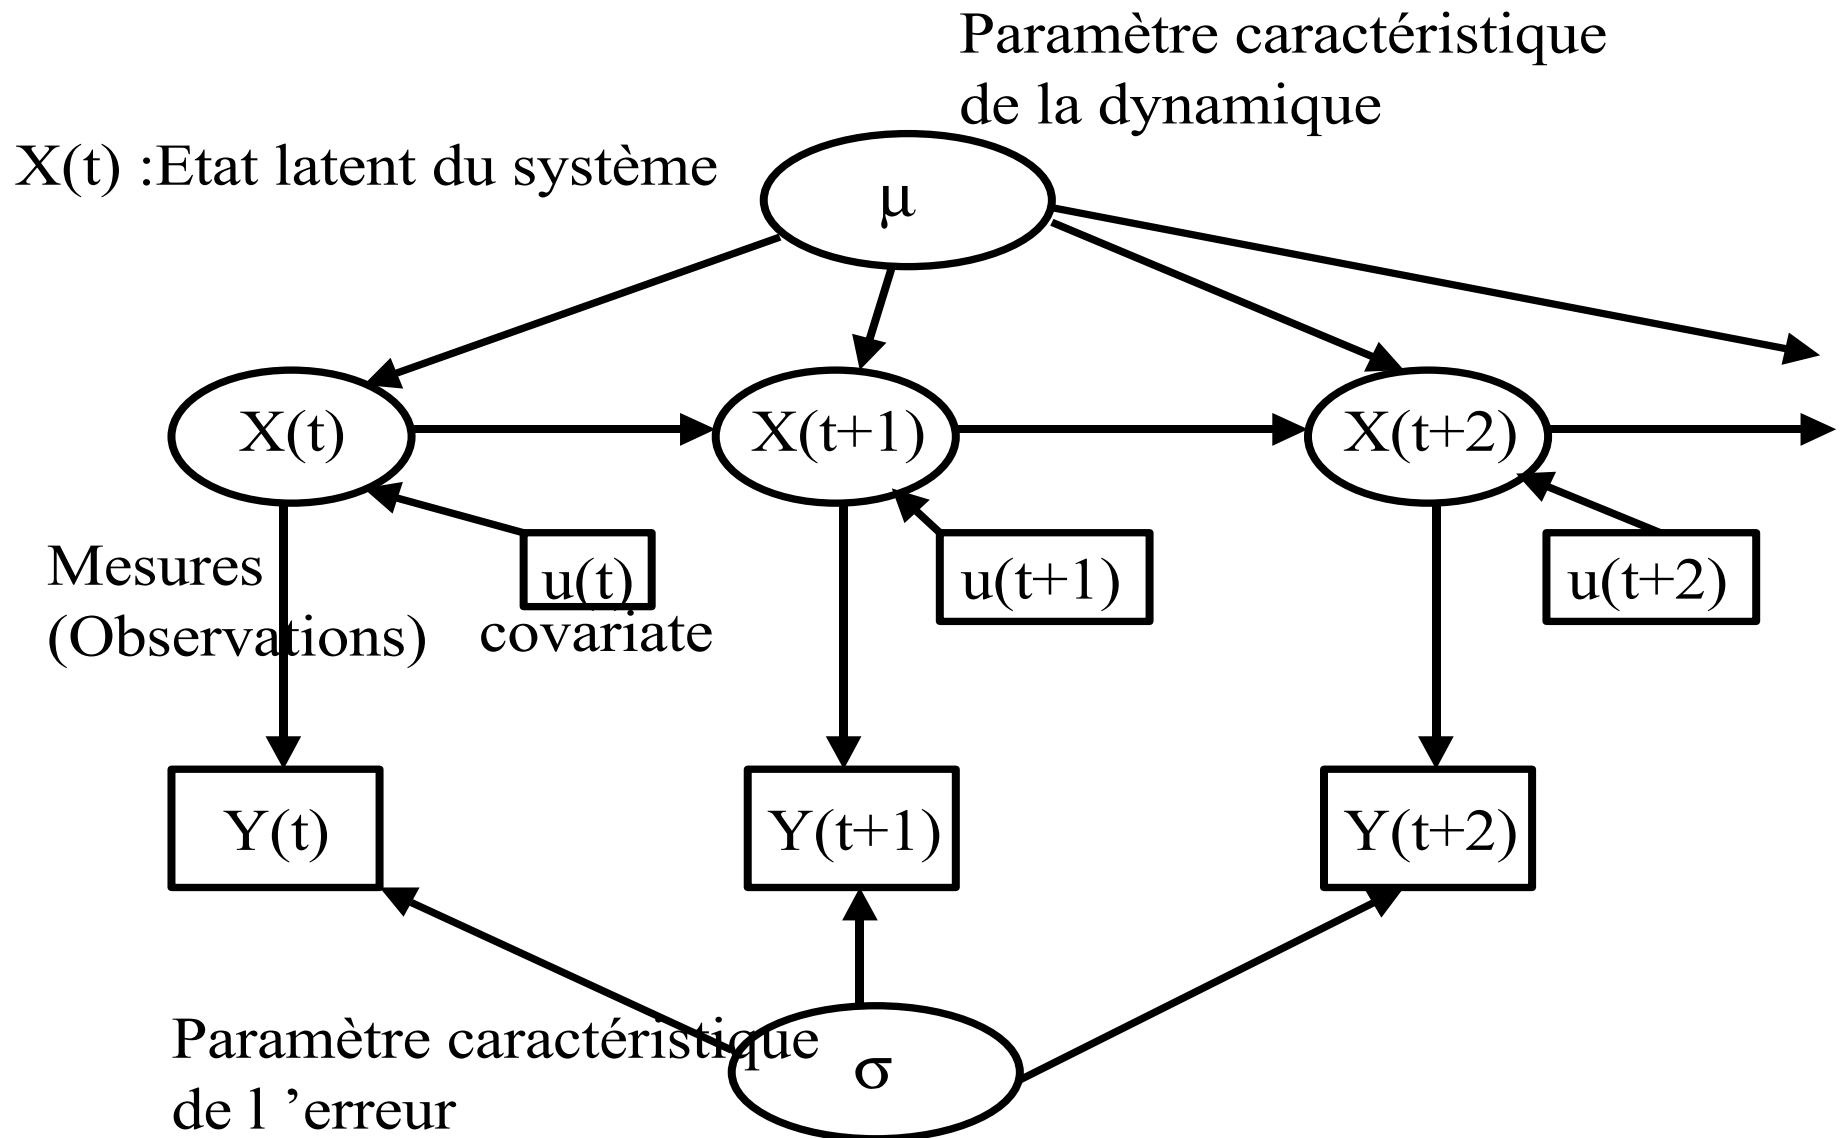 Paramètre caractéristique
de la dynamique
X(t) :Etat latent du système
μ
X(t)
X(t+1)
X(t+2)
Mesures
(Observations)
u(t)
covariate
u(t+1)
u(t+2)
Y(t)
Y(t+1)
Y(t+2)
Paramètre caractéristique
de l ’erreur
σ